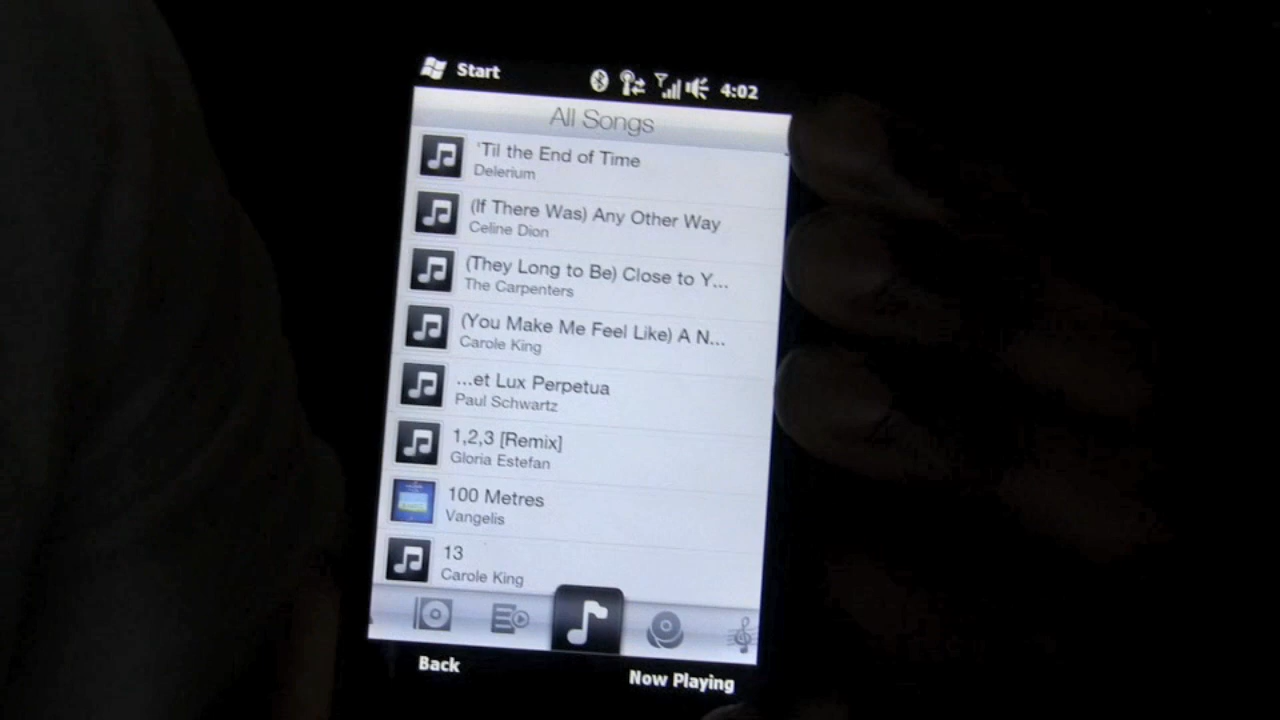 Start 4:02
All Songs
'Til the End of Time
Delerium
(If There Was) Any Other Way
Celine Dion
(They Long to Be) Close to Y...
The Carpenters
(You Make Me Feel Like) A N...
Carole King
...et Lux Perpetua
Paul Schwartz
1,2,3 [Remix]
Gloria Estefan
100 Metres
Vangelis
13
Carole King
Back Now Playing